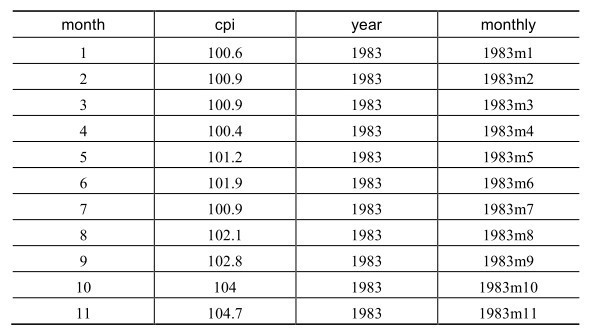 month cpi year monthly
1 100.6 1983 1983m1
2 100.9 1983 1983m2
3 100.9 1983 1983m3
4 100.4 1983 1983m4
5 101.2 1983 1983m5
6 101.9 1983 1983m6
7 100.9 1983 1983m7
8 102.1 1983 1983m8
9 102.8 1983 1983m9
10 104 1983 1983m10
11 104.7 1983 1983m11